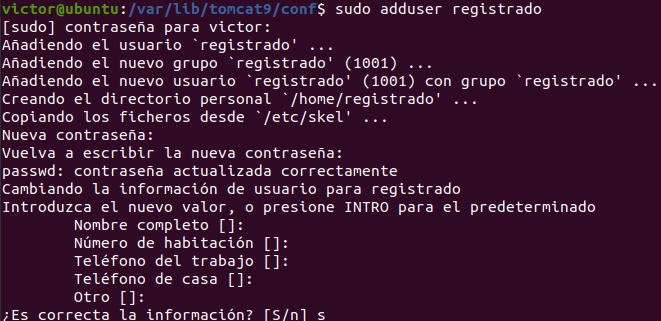 victor@ubuntu:/var/lib/tomcat9/conf$ sudo adduser registrado
[sudo] contraseña para victor:
Añadiendo el usuario `registrado' ...
Añadiendo el nuevo grupo `registrado' (1001) ...
Añadiendo el nuevo usuario `registrado' (1001) con grupo `registrado' ...
Creando el directorio personal `/home/registrado' ...
Copiando los ficheros desde `/etc/skel' ...
Nueva contraseña:
Vuelva a escribir la nueva contraseña:
passwd: contraseña actualizada correctamente
Cambiando la información de usuario para registrado
Introduzca el nuevo valor, o presione INTRO para el predeterminado
Nombre completo []:
Número de habitación []:
Teléfono del trabajo []:
Teléfono de casa []:
Otro []:
¿Es correcta la información? [S/n] s